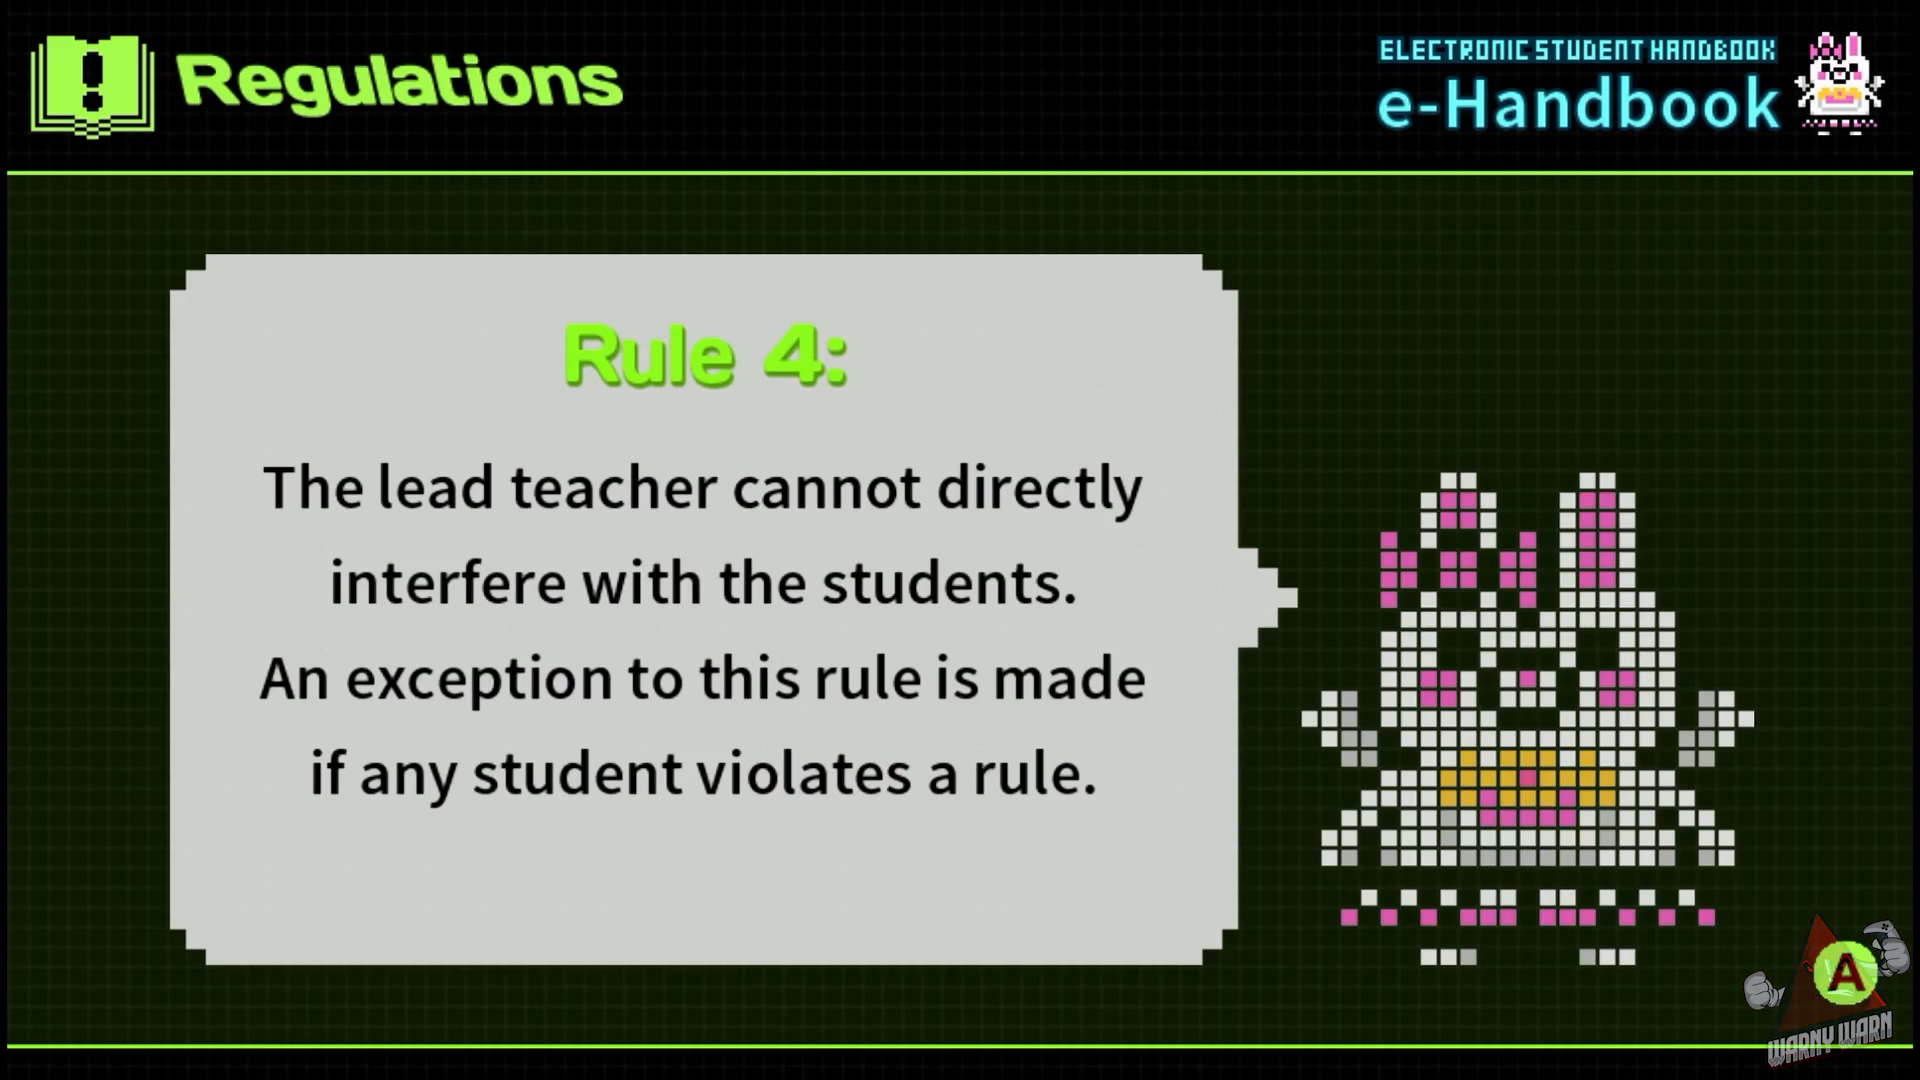 Regulations
ELECTRONIC STUDENT HANDBOOK
e-Handbook
Rule 4:
The lead teacher cannot directly
interfere with the students.
An exception to this rule is made
if any student violates a rule.
A
WARNY WARN